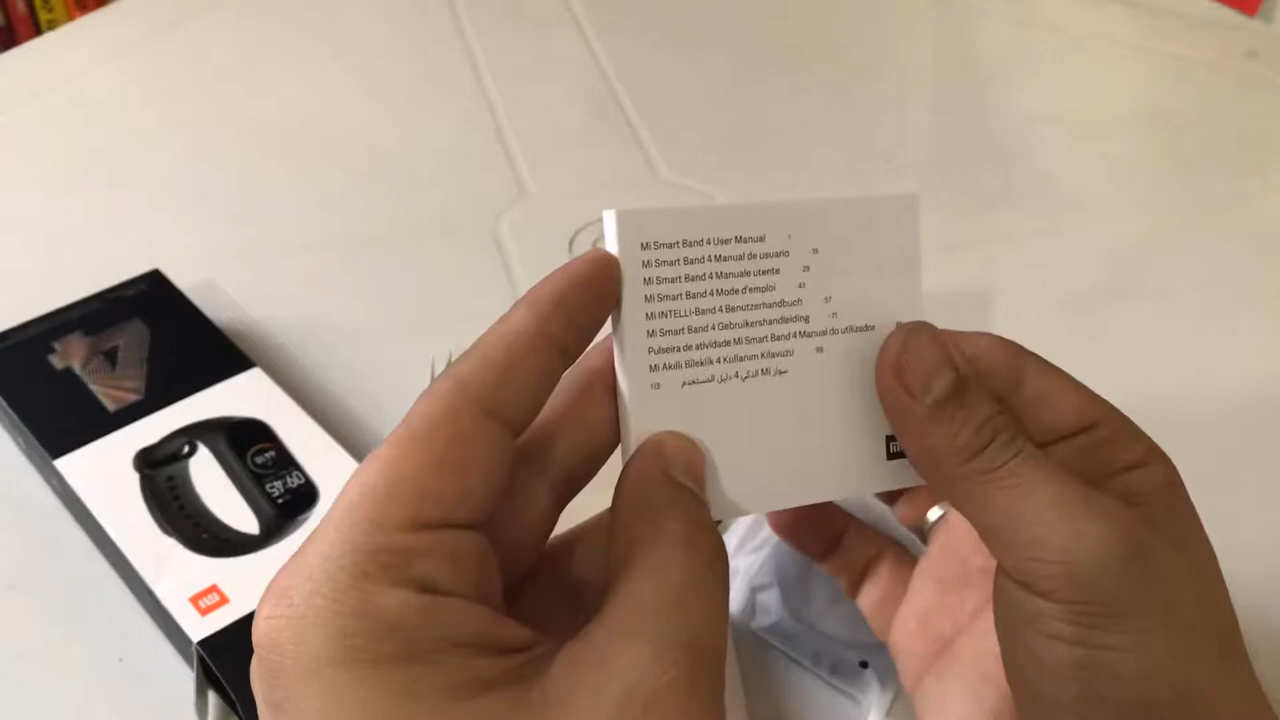 Mi Smart Band 4 User Manual 1
Mi Smart Band 4 Manual de usuario ·15
Mi Smart Band 4 Manuale utente ·29
Mi Smart Band 4 Mode d'emploi ·43
Mi INTELLI-Band 4 Benutzerhandbuch ·57
Mi Smart Band 4 Gebruikershandleiding ·71
Pulseira de atividade Mi Smart Band 4 Manual do utilizador
Mi Akıllı Bileklik 4 Kullanım Kılavuzu ·99
سوار Mi الذكي 4 دليل المستخدم 113
09:45
mi